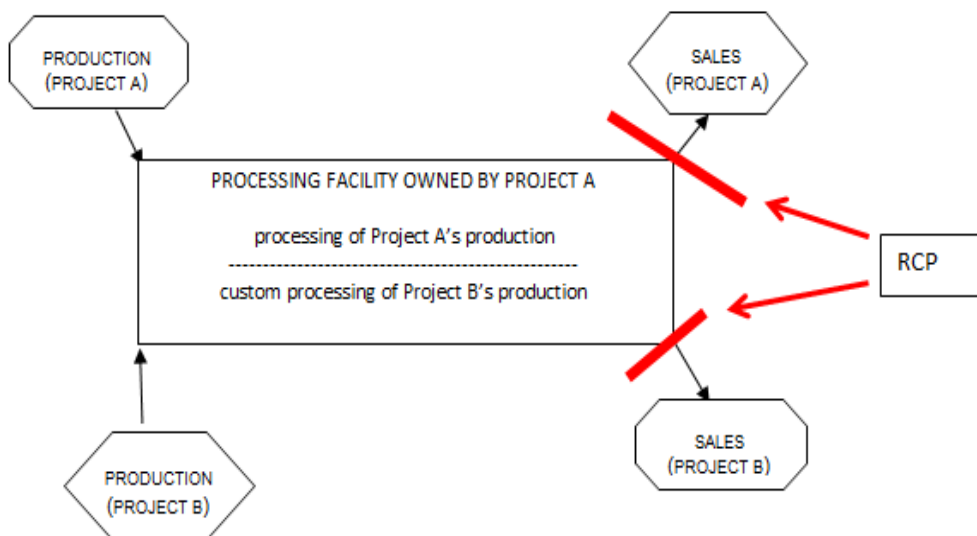 PRODUCTION
(PROJECT A)
SALES
(PROJECT A)
PROCESSING FACILITY OWNED BY PROJECT A
processing of Project A's production
---------------------------------------------------
custom processing of Project B's production
RCP
PRODUCTION
(PROJECT B)
SALES
(PROJECT B)